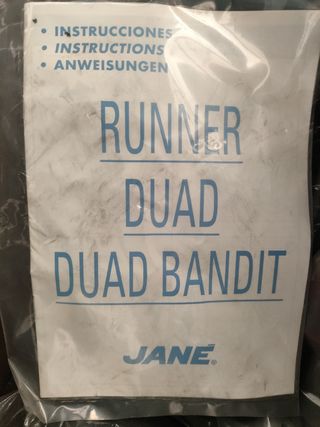 • INSTRUCCIONES
• INSTRUCTIONS
• ANWEISUNGEN
RUNNER
DUAD
DUAD BANDIT
JANÉ®